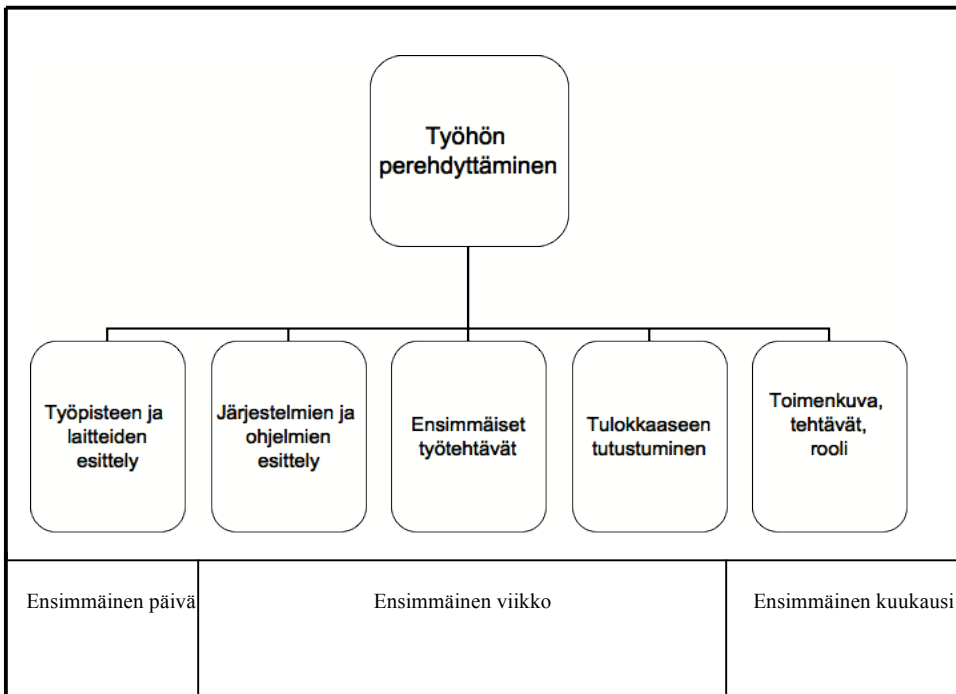 Työhön
perehdyttäminen
Työpisteen ja
laitteiden
esittely
Järjestelmien ja
ohjelmien
esittely
Ensimmäiset
työtehtävät
Tulokkaaseen
tutustuminen
Toimenkuva,
tehtävät,
rooli
Ensimmäinen päivä
Ensimmäinen viikko
Ensimmäinen kuukausi